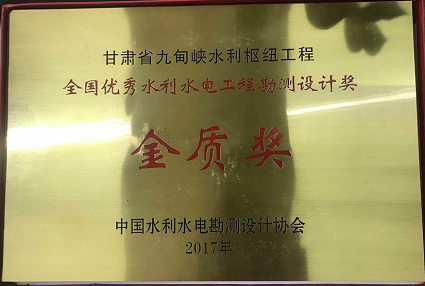 甘肃省九甸峡水利枢纽工程
全国优秀水利水电工程勘测设计奖
金质奖
中国水利水电勘测设计协会
2017年